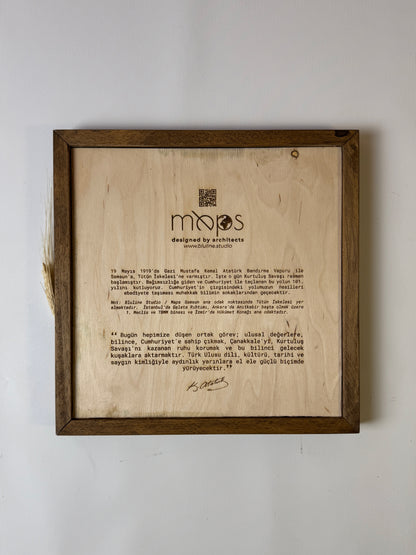 maps
designed by architects
www.bluline.studio
19 Mayıs 1919'da Gazi Mustafa Kemal Atatürk Bandırma Vapuru ile
Samsun'a, Tütün İskelesi'ne varmıştır. İşte o gün Kurtuluş Savaşı resmen
başlamıştır. Bağımsızlığa giden ve Cumhuriyet ile taçlanan bu yolun 101.
yılını kutluyoruz. Cumhuriyet'in çizgisindeki yolumuzun nesilleri
ebediyete taşıması muhakkak bilimin sokaklarından geçecektir.
Not: Bluline Studio / Maps Samsun ana odak noktasında Tütün İskelesi yer
almaktadır. İstanbul'da Galata Rıhtımı, Ankara'da Anıtkabir başta olmak üzere
1. Meclis ve TBMM binası ve İzmir'de Hükümet Konağı ana odaktadır.
“Bugün hepimize düşen ortak görev; ulusal değerlere,
bilince, Cumhuriyet'e sahip çıkmak, Çanakkale'yi, Kurtuluş
Savaşı'nı kazanan ruhu korumak ve bu bilinci gelecek
kuşaklara aktarmaktır. Türk Ulusu dili, kültürü, tarihi ve
saygın kimliğiyle aydınlık yarınlara el ele güçlü biçimde
yürüyecektir.”
K. Atatürk